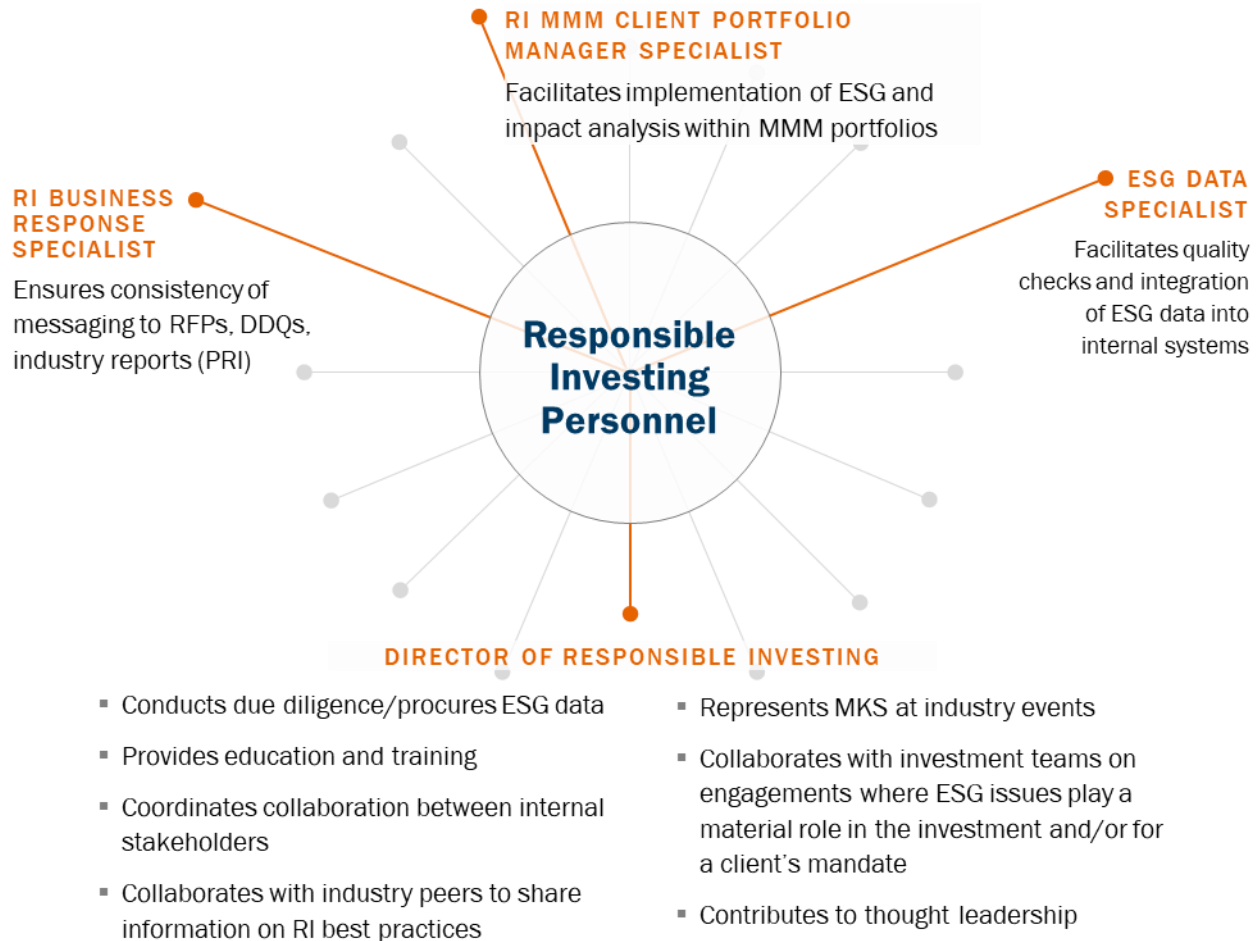 RI MMM CLIENT PORTFOLIO
MANAGER SPECIALIST
Facilitates implementation of ESG and
impact analysis within MMM portfolios
RI BUSINESS
RESPONSE
SPECIALIST
Ensures consistency of
messaging to RFPs, DDQs,
industry reports (PRI)
ESG DATA
SPECIALIST
Facilitates quality
checks and integration
of ESG data into
internal systems
Responsible
Investing
Personnel
DIRECTOR OF RESPONSIBLE INVESTING
▪ Conducts due diligence/procures ESG data
▪ Provides education and training
▪ Coordinates collaboration between internal
stakeholders
▪ Collaborates with industry peers to share
information on RI best practices
▪ Represents MKS at industry events
▪ Collaborates with investment teams on
engagements where ESG issues play a
material role in the investment and/or for
a client's mandate
▪ Contributes to thought leadership